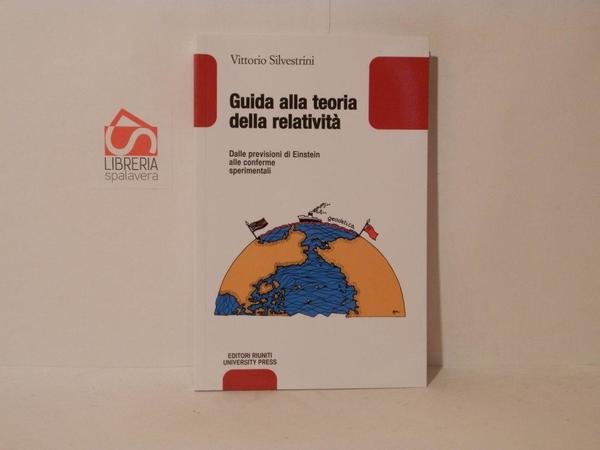 Vittorio Silvestrini
Guida alla teoria
della relatività
Dalle previsioni di Einstein
alle conferme
sperimentali
geodetica
EDITORI RIUNITI
UNIVERSITY PRESS
LIBRERIA
spalavera